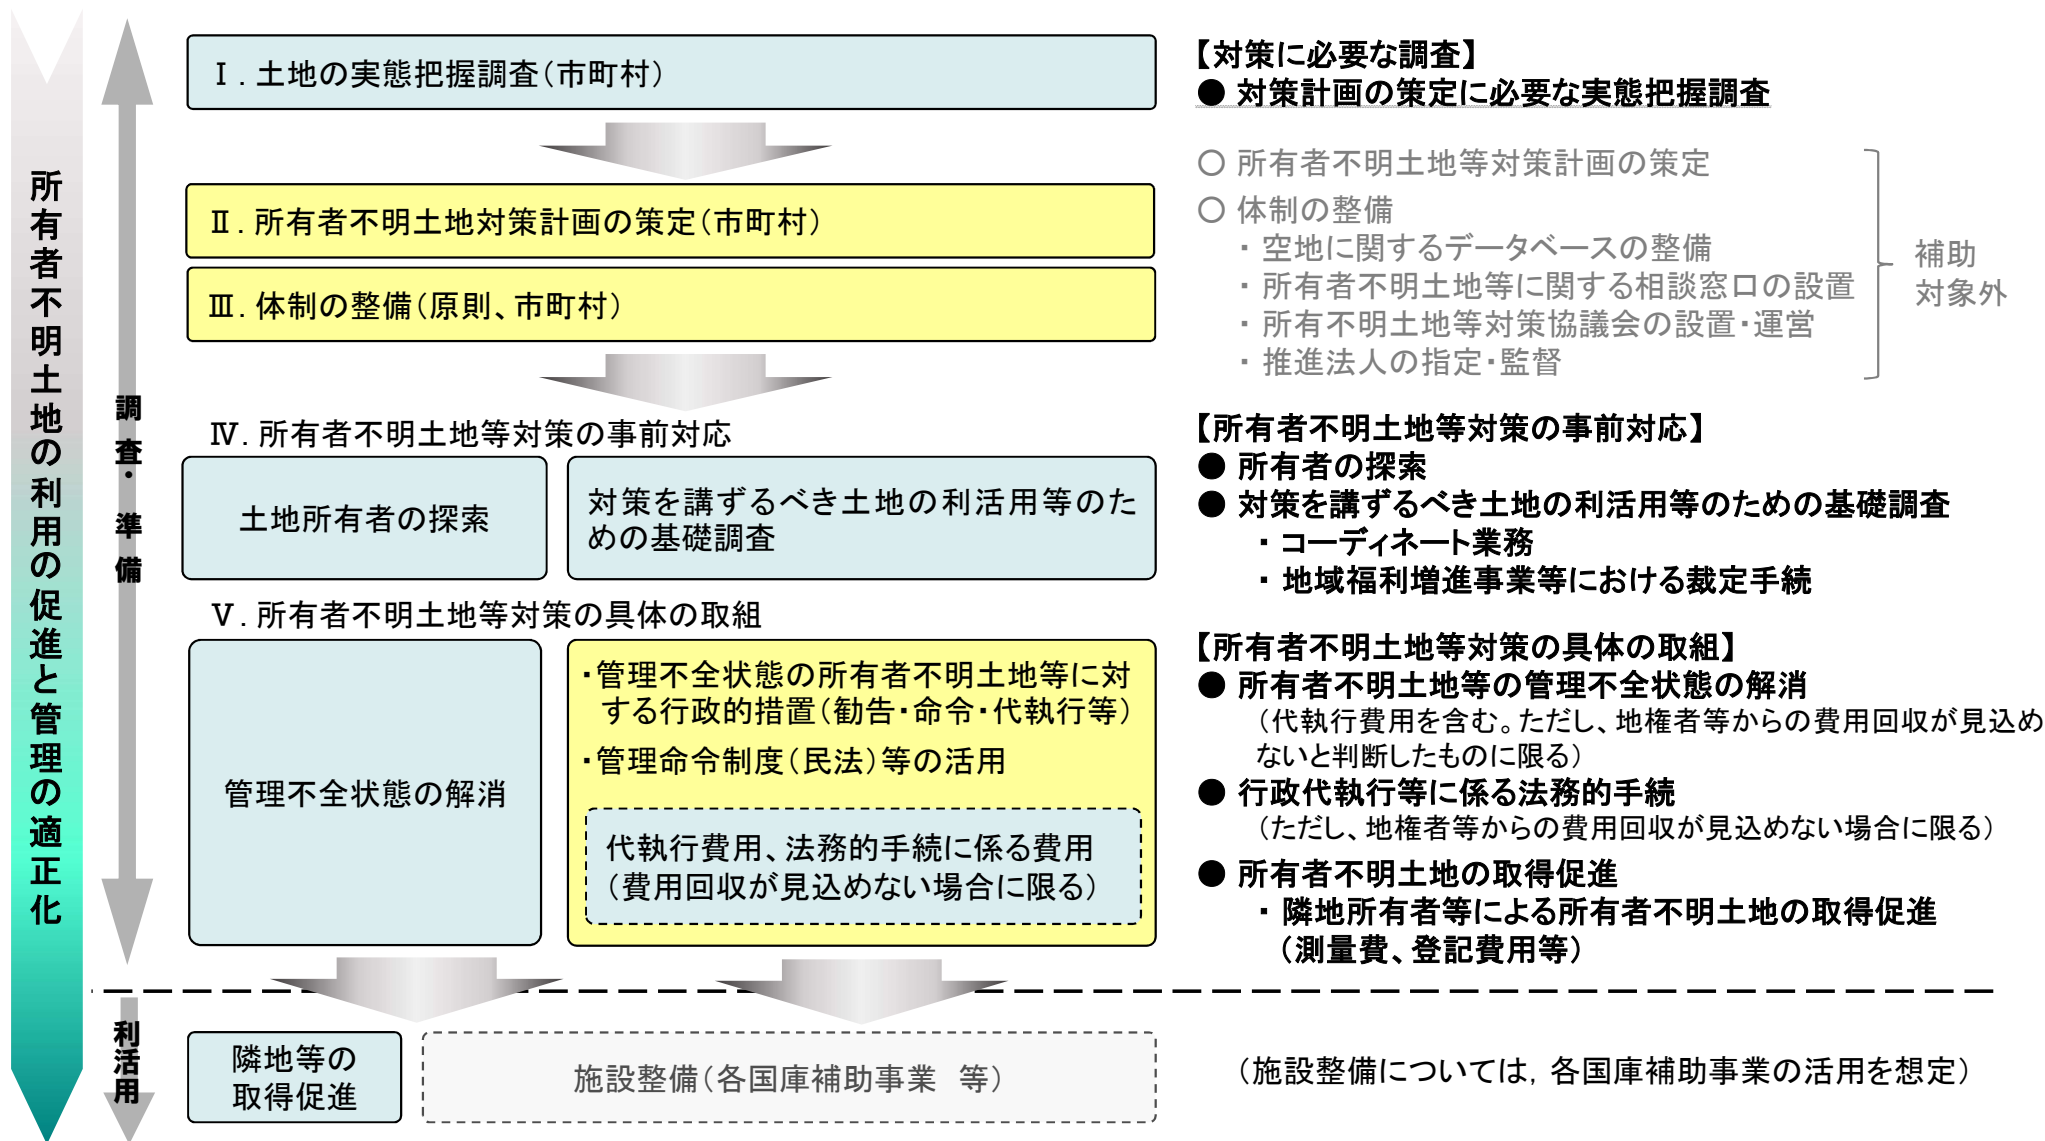 所有者不明土地の利用の促進と管理の適正化
調査・準備
Ⅰ. 土地の実態把握調査（市町村）
Ⅱ. 所有者不明土地対策計画の策定（市町村）
Ⅲ. 体制の整備（原則、市町村）
Ⅳ. 所有者不明土地等対策の事前対応
土地所有者の探索
対策を講ずるべき土地の利活用等のた
めの基礎調査
Ⅴ. 所有者不明土地等対策の具体の取組
管理不全状態の解消
・管理不全状態の所有者不明土地等に対
する行政的措置（勧告・命令・代執行等）
・管理命令制度（民法）等の活用
代執行費用、法務的手続に係る費用
（費用回収が見込めない場合に限る）
利活用
隣地等の
取得促進
施設整備（各国庫補助事業　等）
【対策に必要な調査】
● 対策計画の策定に必要な実態把握調査
○ 所有者不明土地等対策計画の策定
○ 体制の整備
・ 空地に関するデータベースの整備
・ 所有者不明土地等に関する相談窓口の設置
・ 所有不明土地等対策協議会の設置・運営
・ 推進法人の指定・監督
補助
対象外
【所有者不明土地等対策の事前対応】
● 所有者の探索
● 対策を講ずるべき土地の利活用等のための基礎調査
・ コーディネート業務
・ 地域福利増進事業等における裁定手続
【所有者不明土地等対策の具体の取組】
● 所有者不明土地等の管理不全状態の解消
（代執行費用を含む。ただし、地権者等からの費用回収が見込め
ないと判断したものに限る）
● 行政代執行等に係る法務的手続
（ただし、地権者等からの費用回収が見込めない場合に限る）
● 所有者不明土地の取得促進
・ 隣地所有者等による所有者不明土地の取得促進
（測量費、登記費用等）
（施設整備については，各国庫補助事業の活用を想定）